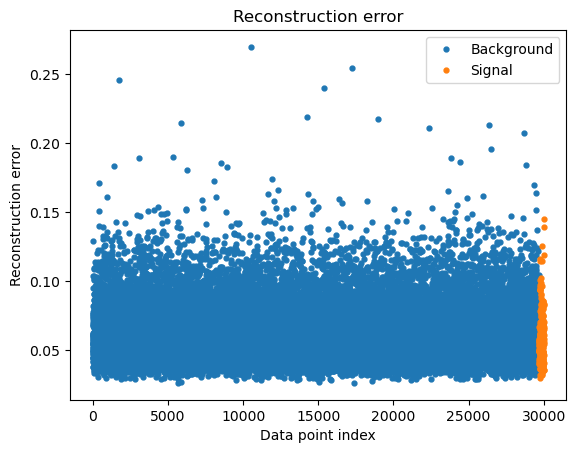 Reconstruction error
Background
Signal
Reconstruction error
0.25
0.20
0.15
0.10
0.05
0 5000 10000 15000 20000 25000 30000
Data point index